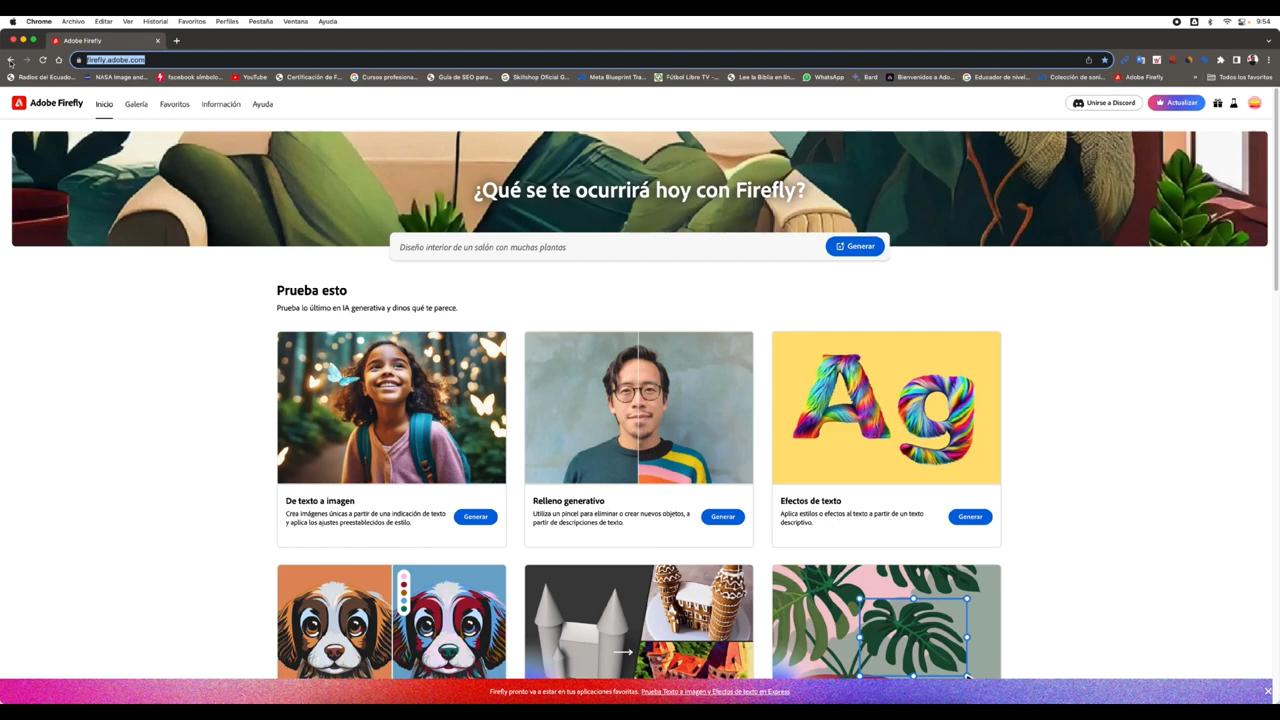 Chrome Archivo Editar Ver Historial Favoritos Perfiles Pestaña Ventana Ayuda 9:54
Adobe Firefly
firefly.adobe.com
Radios del Ecuado... NASA Image and... facebook símbolo... YouTube Certificación de F... Cursos profesiona... Guía de SEO para... Skillshop Oficial G... Meta Blueprint Tra... Fútbol Libre TV -... Lee la Biblia en lín... WhatsApp Bard Bienvenidos a Ado... Educador de nivel... Colección de soni... Adobe Firefly » Todos los favoritos
Adobe Firefly Inicio Galería Favoritos Información Ayuda Unirse a Discord Actualizar
¿Qué se te ocurrirá hoy con Firefly?
Diseño interior de un salón con muchas plantas Generar
Prueba esto
Prueba lo último en IA generativa y dinos qué te parece.
Ag
De texto a imagen
Crea imágenes únicas a partir de una indicación de texto
y aplica los ajustes preestablecidos de estilo.
Generar
Relleno generativo
Utiliza un pincel para eliminar o crear nuevos objetos, a
partir de descripciones de texto.
Generar
Efectos de texto
Aplica estilos o efectos al texto a partir de un texto
descriptivo.
Generar
Firefly pronto va a estar en tus aplicaciones favoritas. Prueba Texto a imagen y Efectos de texto en Express